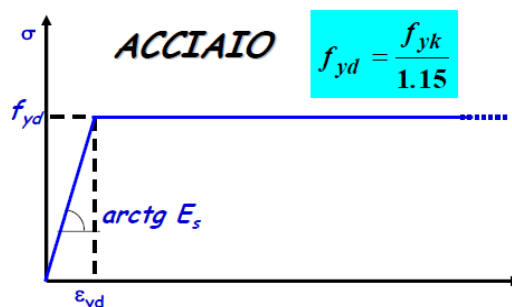 σ
ACCIAIO
f_yd = f_yk / 1.15
f_yd
arctg E_s
ε_yd